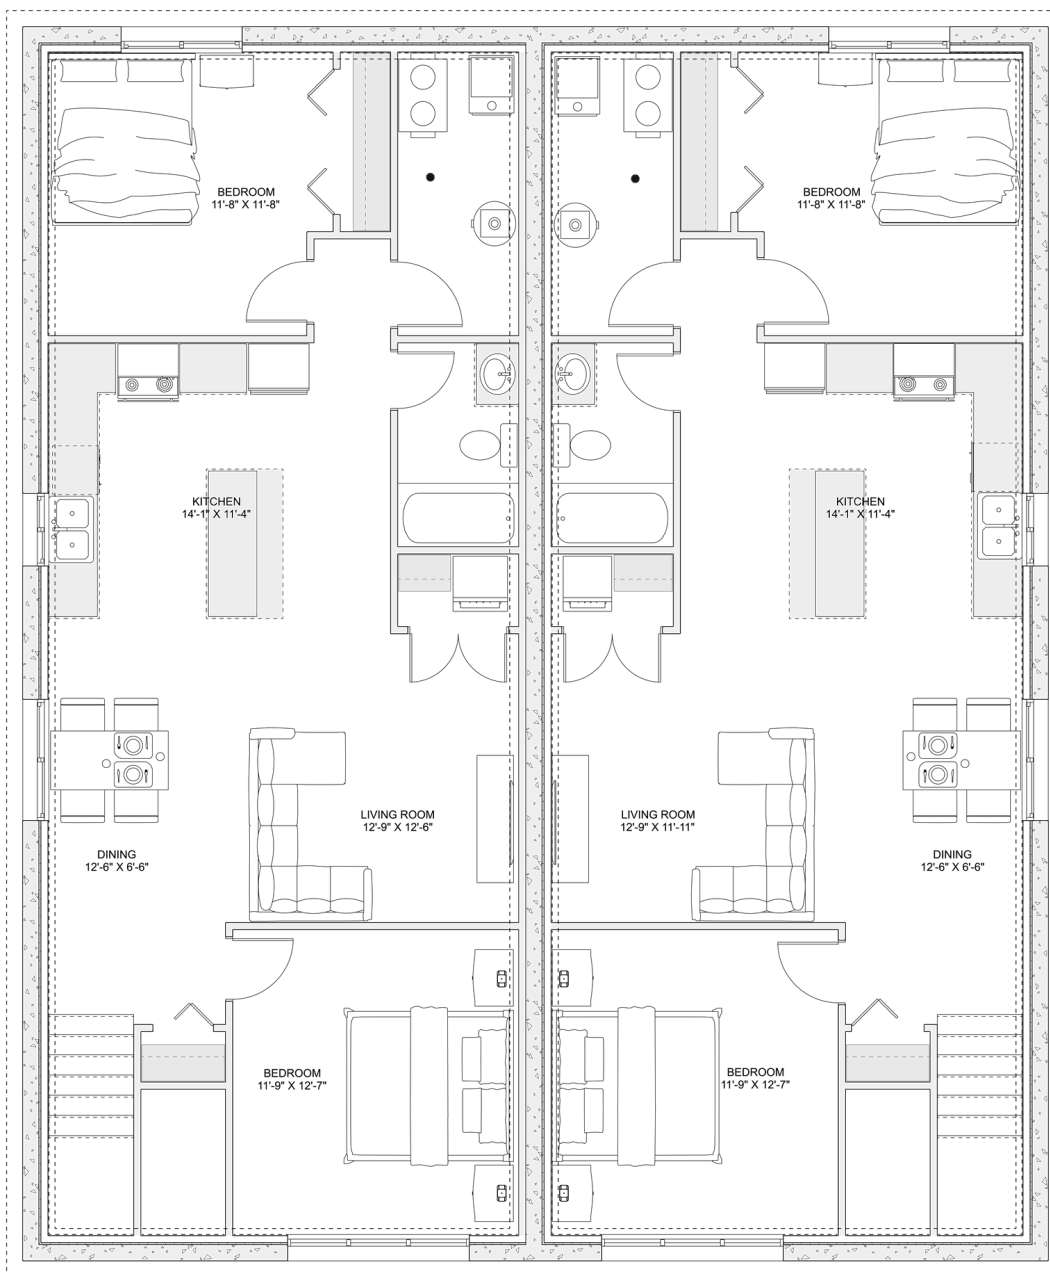 BEDROOM
11'-8" X 11'-8"
BEDROOM
11'-8" X 11'-8"
KITCHEN
14'-1" X 11'-4"
KITCHEN
14'-1" X 11'-4"
LIVING ROOM
12'-9" X 12'-6"
LIVING ROOM
12'-9" X 11'-11"
DINING
12'-6" X 6'-6"
DINING
12'-6" X 6'-6"
BEDROOM
11'-9" X 12'-7"
BEDROOM
11'-9" X 12'-7"